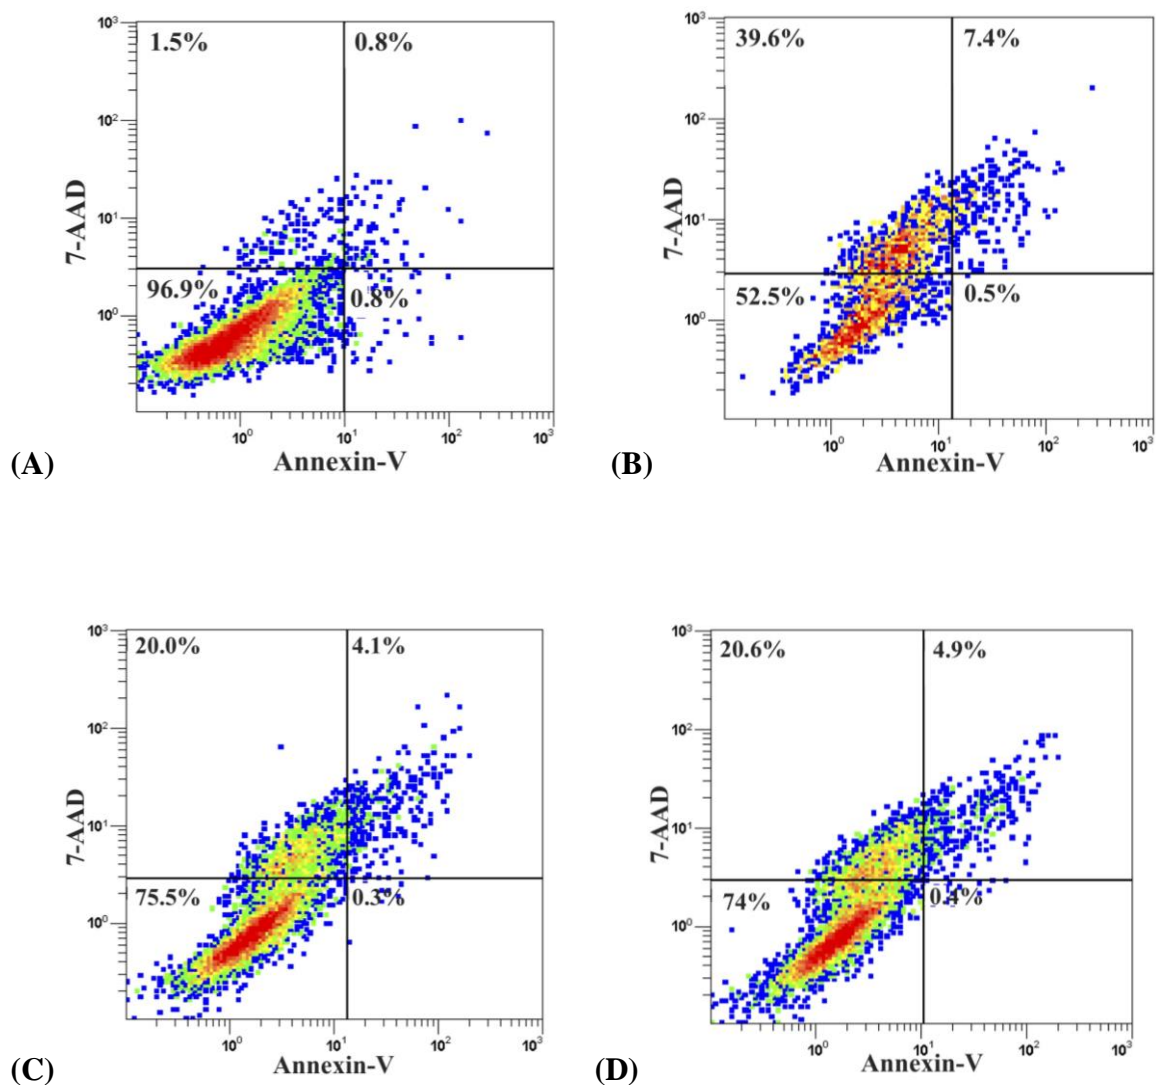 10³
1.5% 0.8%
10²
7-AAD
10¹
96.9% 0.8%
10⁰
10⁰ 10¹ 10² 10³
(A) Annexin-V
10³
39.6% 7.4%
10²
7-AAD
10¹
52.5% 0.5%
10⁰
10⁰ 10¹ 10² 10³
(B) Annexin-V
10³
20.0% 4.1%
10²
7-AAD
10¹
75.5% 0.3%
10⁰
10⁰ 10¹ 10² 10³
(C) Annexin-V
10³
20.6% 4.9%
10²
7-AAD
10¹
74% 0.4%
10⁰
10⁰ 10¹ 10² 10³
(D) Annexin-V